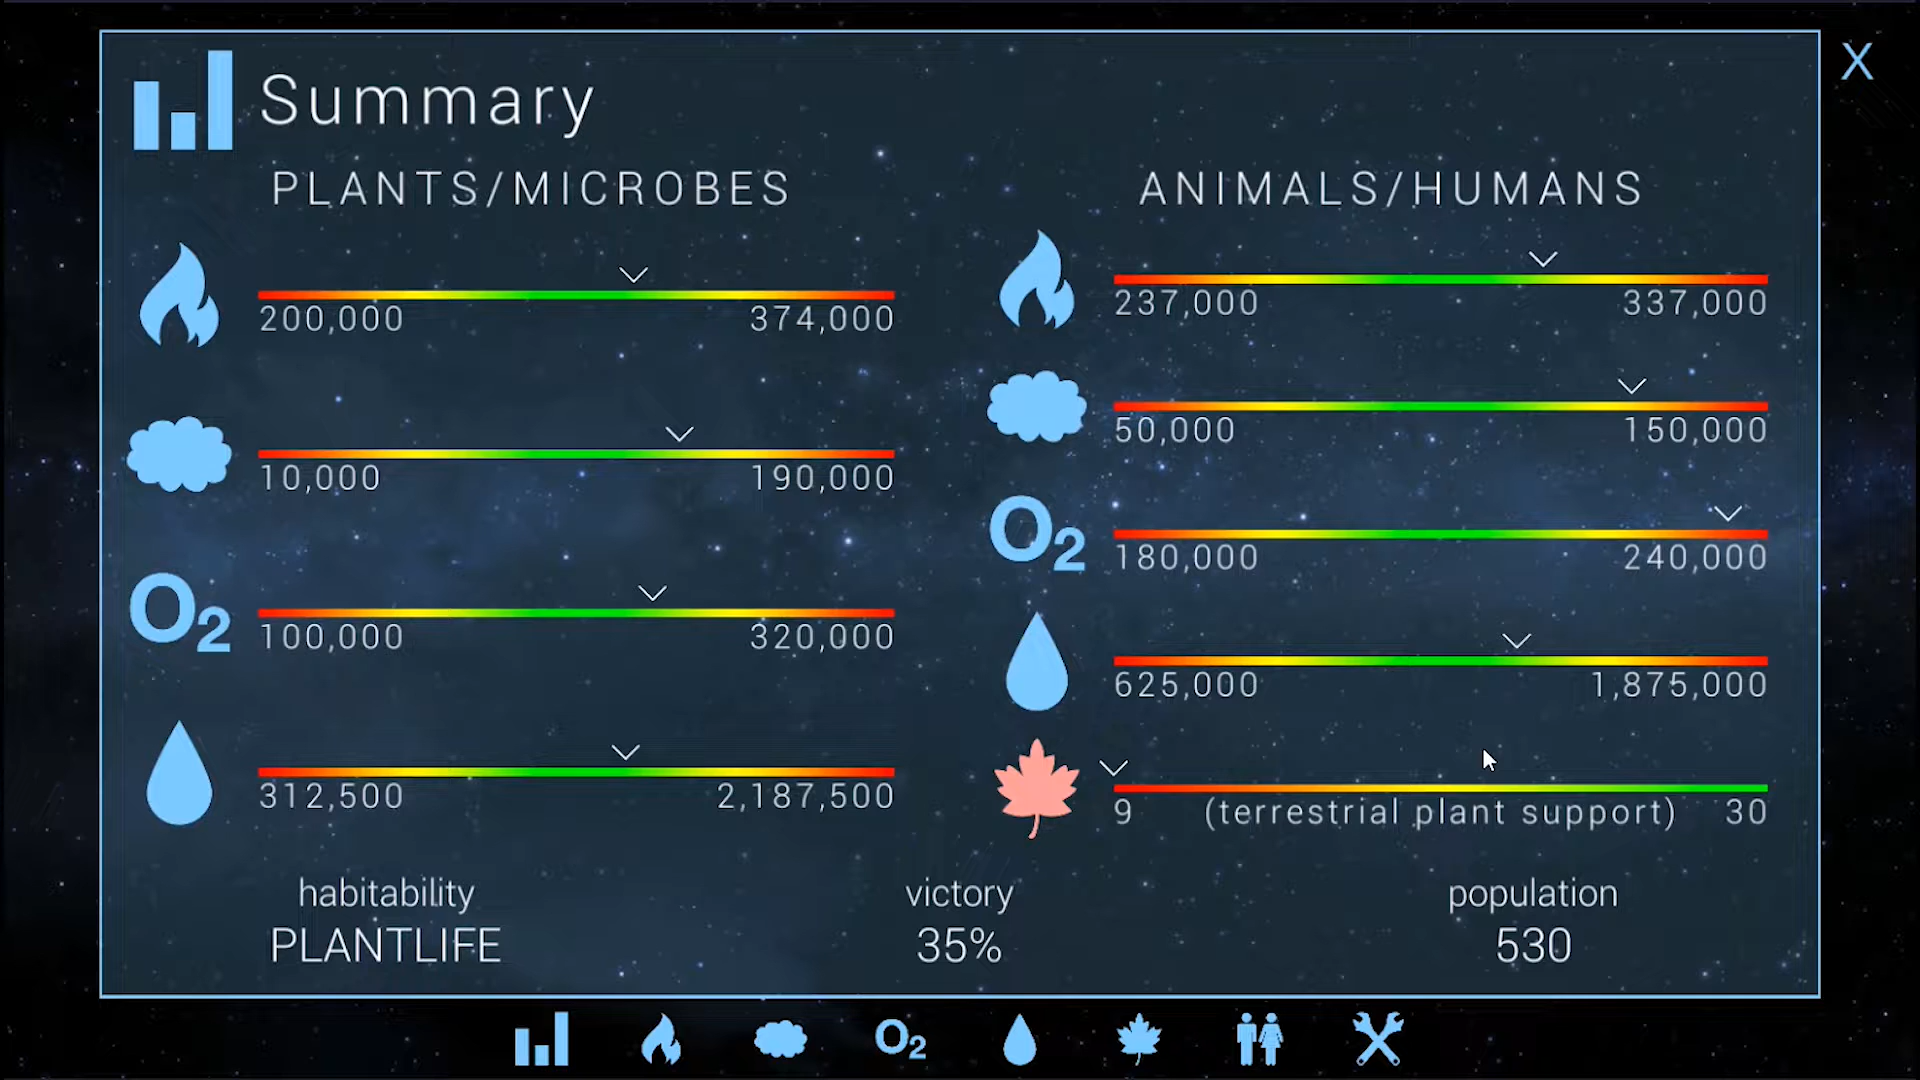 Summary
X
PLANTS/MICROBES
200,000 374,000
10,000 190,000
O2
100,000 320,000
312,500 2,187,500
ANIMALS/HUMANS
237,000 337,000
50,000 150,000
O2
180,000 240,000
625,000 1,875,000
9 (terrestrial plant support) 30
habitability
PLANTLIFE
victory
35%
population
530
O2